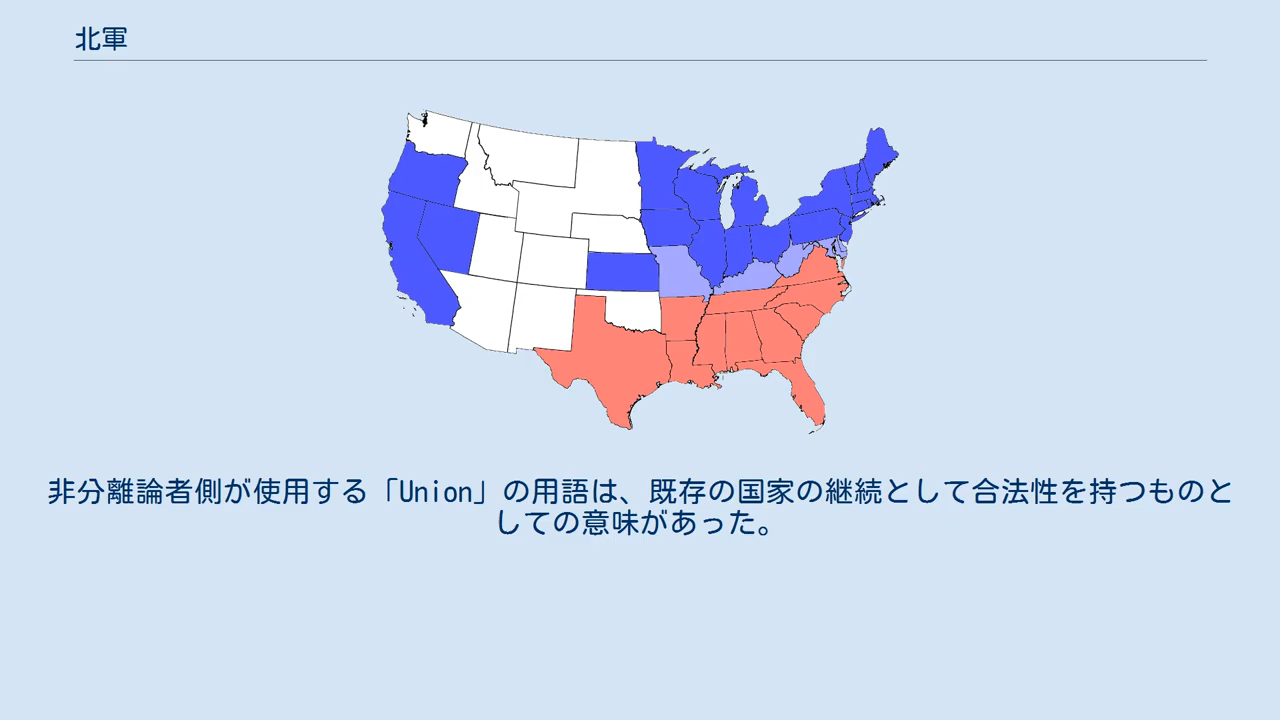 北軍
非分離論者側が使用する「Union」の用語は、既存の国家の継続として合法性を持つものと
しての意味があった。